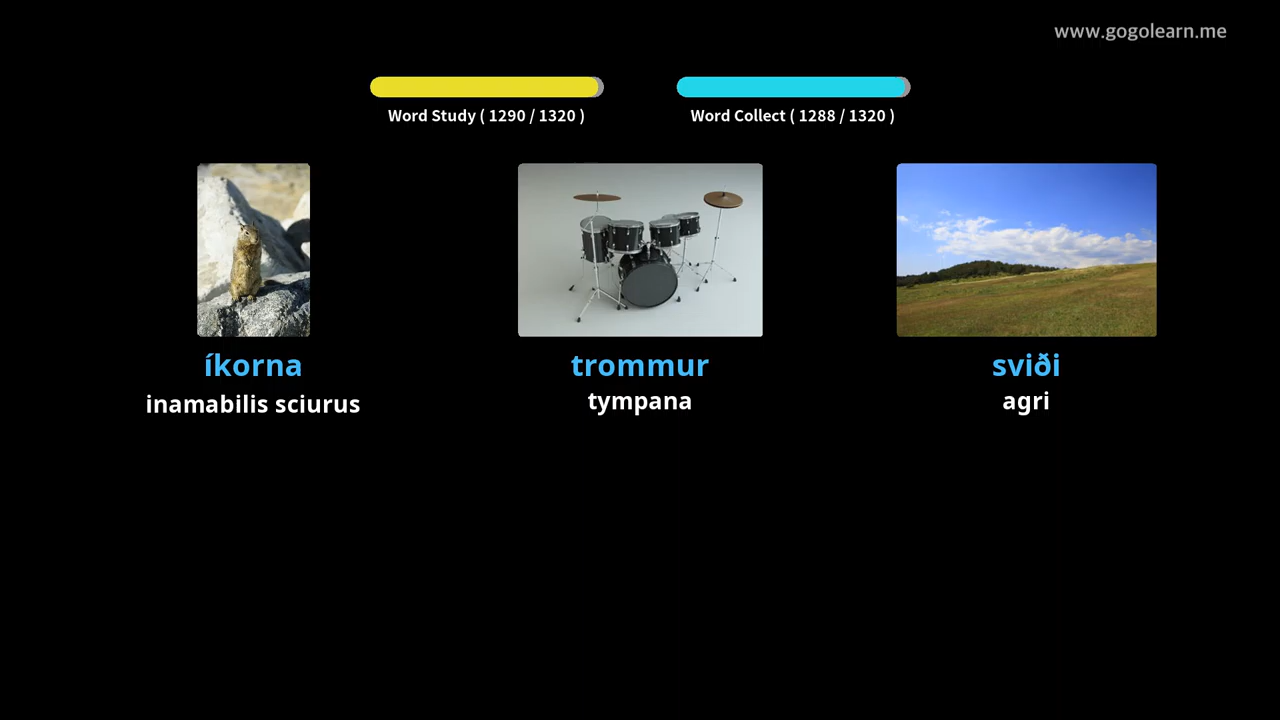 www.gogolearn.me
Word Study ( 1290 / 1320 )
Word Collect ( 1288 / 1320 )
íkorna
trommur
sviði
inamabilis sciurus
tympana
agri